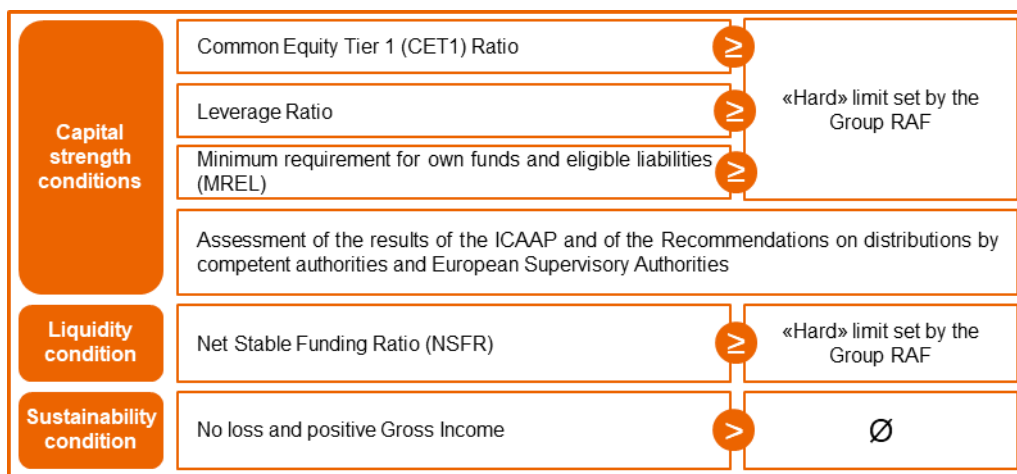 Capital
strength
conditions
Common Equity Tier 1 (CET1) Ratio
≥
Leverage Ratio
≥
Minimum requirement for own funds and eligible liabilities
(MREL)
≥
«Hard» limit set by the
Group RAF
Assessment of the results of the ICAAP and of the Recommendations on distributions by
competent authorities and European Supervisory Authorities
Liquidity
condition
Net Stable Funding Ratio (NSFR)
≥
«Hard» limit set by the
Group RAF
Sustainability
condition
No loss and positive Gross Income
>
Ø